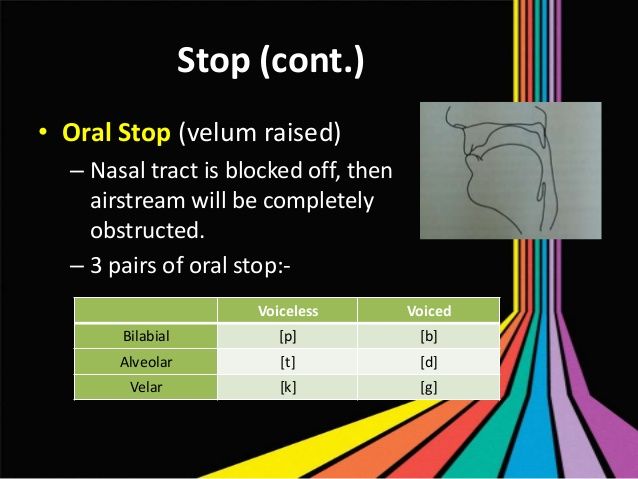 Stop (cont.)
• Oral Stop (velum raised)
– Nasal tract is blocked off, then
airstream will be completely
obstructed.
– 3 pairs of oral stop:-
Voiceless Voiced
Bilabial [p] [b]
Alveolar [t] [d]
Velar [k] [g]